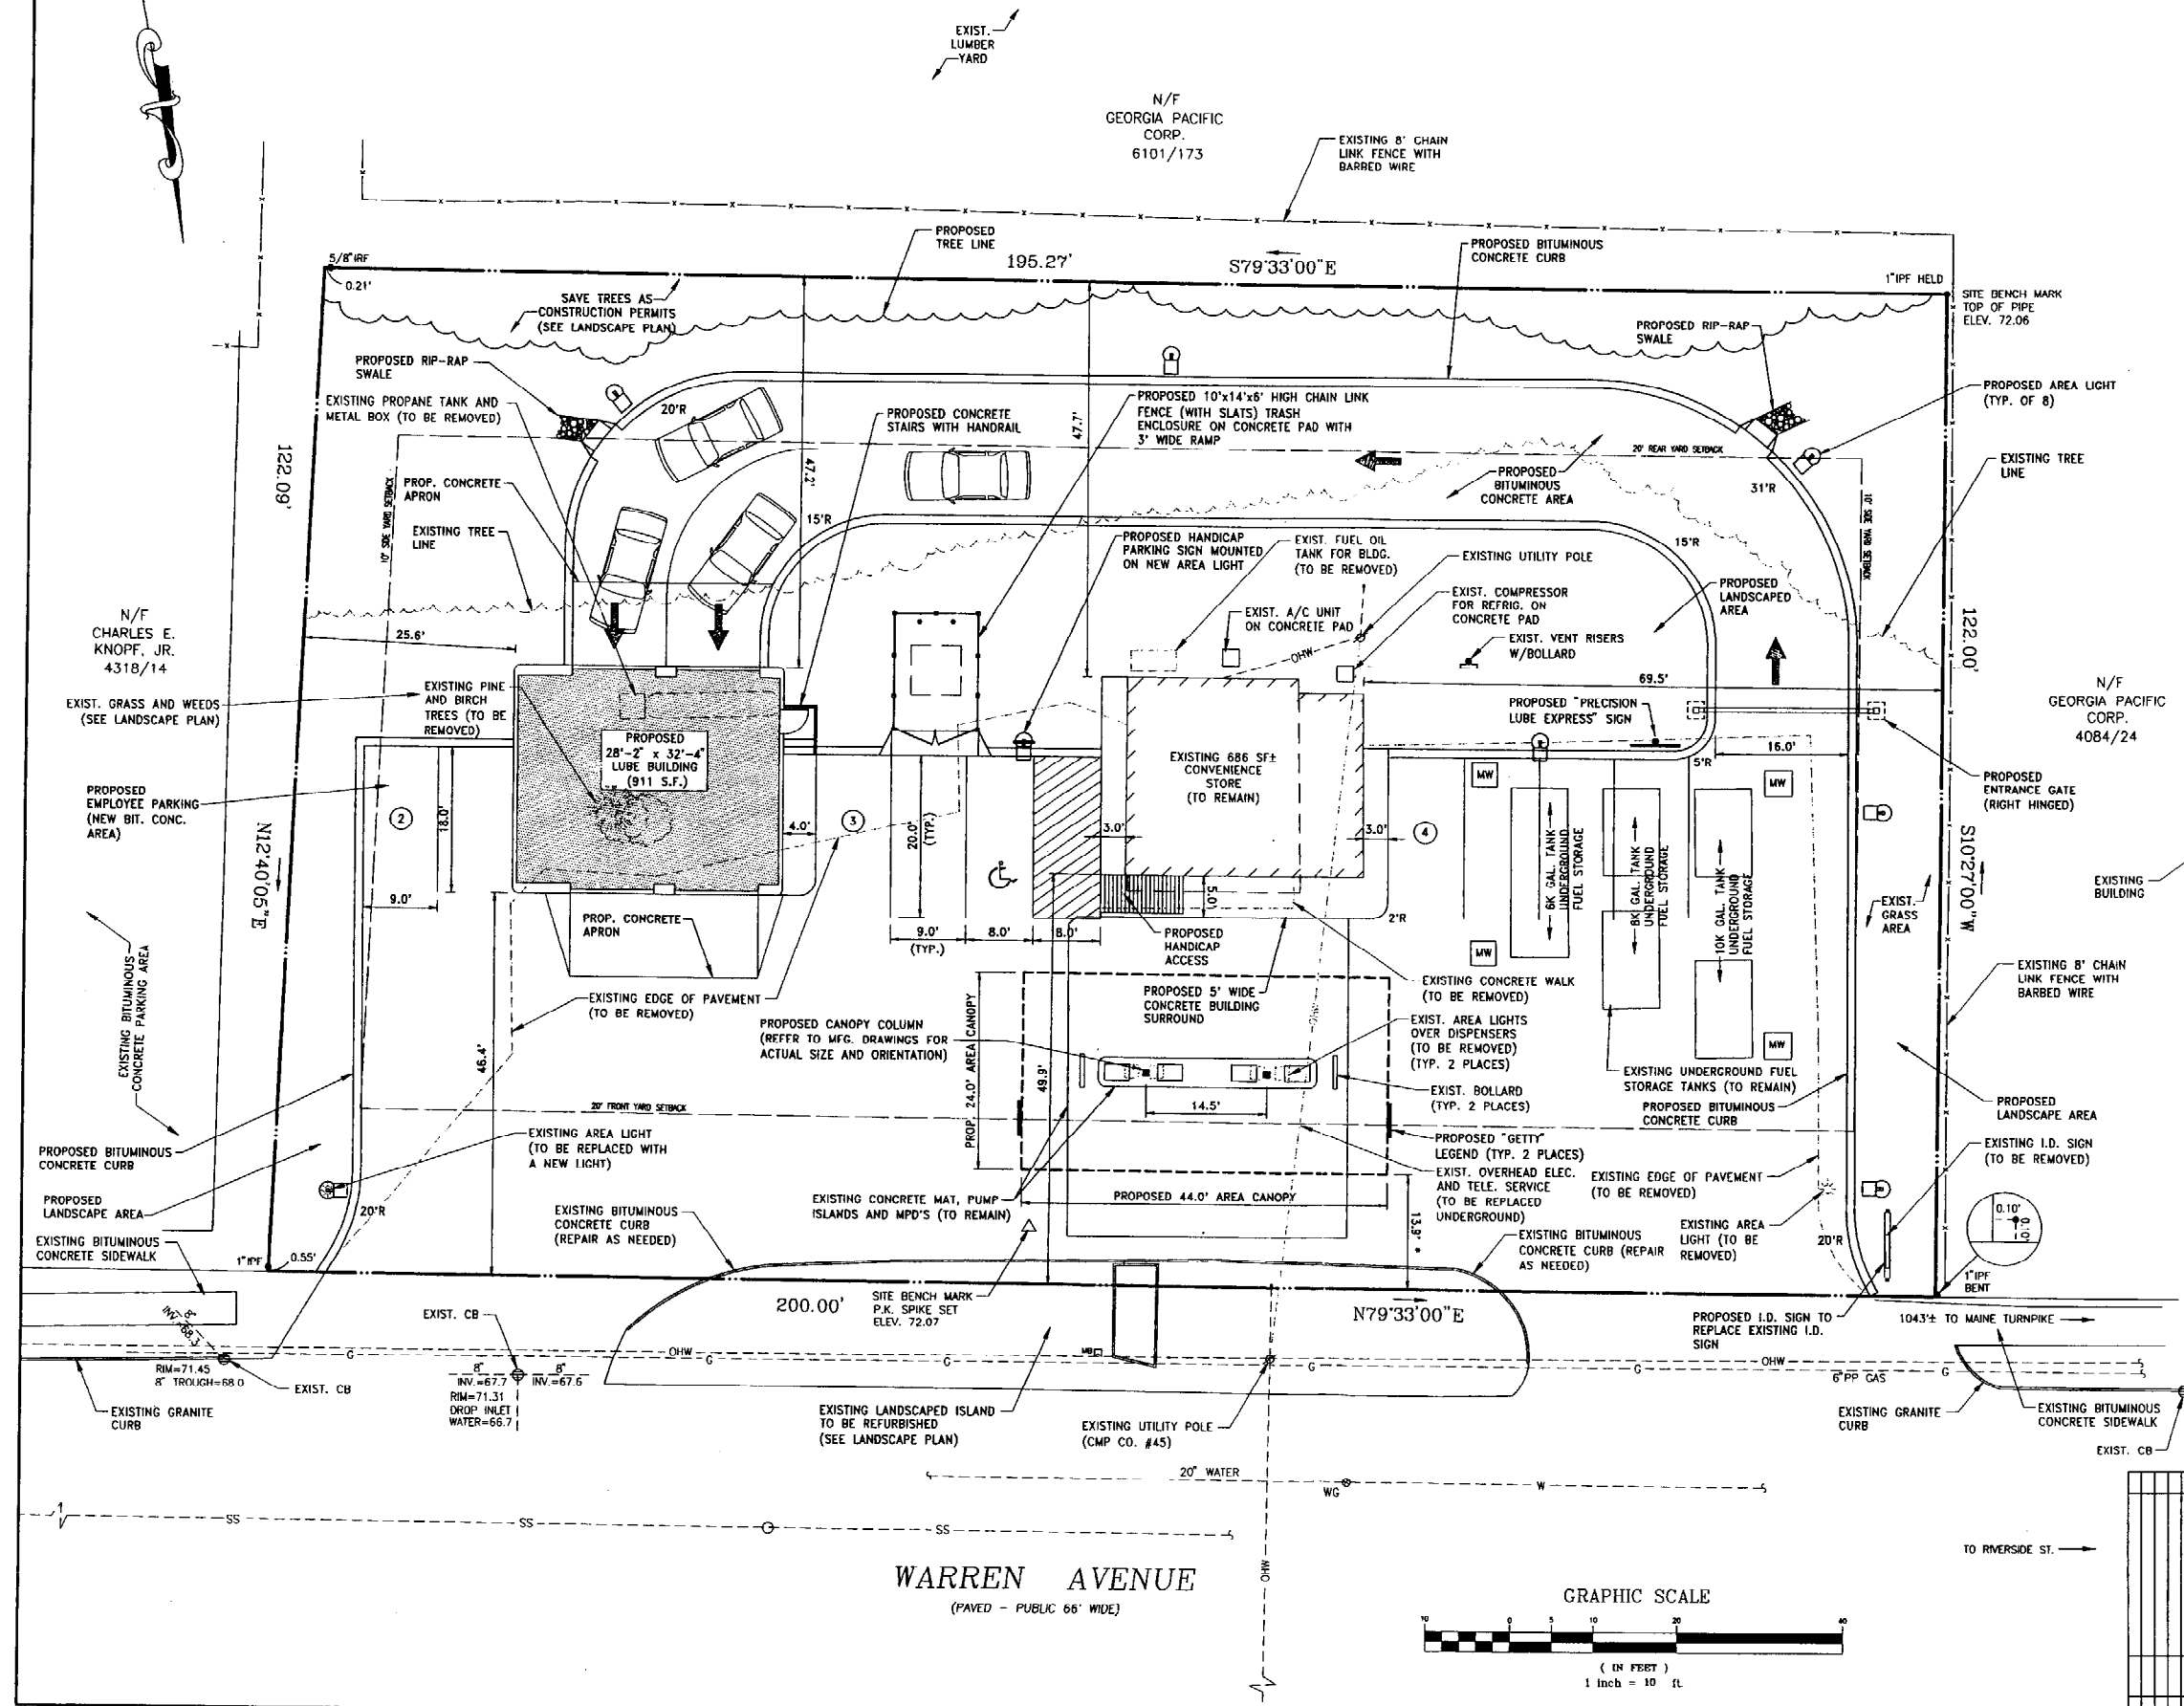 EXIST.
LUMBER
YARD
N/F
GEORGIA PACIFIC
CORP.
6101/173
EXISTING 8' CHAIN
LINK FENCE WITH
BARBED WIRE
PROPOSED
TREE LINE
195.27'
S79°33'00"E
PROPOSED BITUMINOUS
CONCRETE CURB
5/8" IRF
0.21'
1" IPF HELD
SITE BENCH MARK
TOP OF PIPE
ELEV. 72.06
SAVE TREES AS
CONSTRUCTION PERMITS
(SEE LANDSCAPE PLAN)
PROPOSED RIP-RAP
SWALE
PROPOSED RIP-RAP
SWALE
EXISTING PROPANE TANK AND
METAL BOX (TO BE REMOVED)
20'R
PROPOSED CONCRETE
STAIRS WITH HANDRAIL
47.7'
PROPOSED 10'x14'x6' HIGH CHAIN LINK
FENCE (WITH SLATS) TRASH
ENCLOSURE ON CONCRETE PAD WITH
3' WIDE RAMP
PROPOSED AREA LIGHT
(TYP. OF 8)
122.09'
47.2'
20' REAR YARD SETBACK
EXISTING TREE
LINE
PROP. CONCRETE
APRON
10' SIDE YARD SETBACK
PROPOSED
BITUMINOUS
CONCRETE AREA
31'R
10' SIDE YARD SETBACK
EXISTING TREE
LINE
15'R
PROPOSED HANDICAP
PARKING SIGN MOUNTED
ON NEW AREA LIGHT
EXIST. FUEL OIL
TANK FOR BLDG.
(TO BE REMOVED)
EXISTING UTILITY POLE
15'R
PROPOSED
LANDSCAPED
AREA
EXIST. COMPRESSOR
FOR REFRIG. ON
CONCRETE PAD
EXIST. A/C UNIT
ON CONCRETE PAD
EXIST. VENT RISERS
W/BOLLARD
OHW
122.00'
N/F
CHARLES E.
KNOPF, JR.
4318/14
25.6'
69.5'
N/F
GEORGIA PACIFIC
CORP.
4084/24
EXIST. GRASS AND WEEDS
(SEE LANDSCAPE PLAN)
EXISTING PINE
AND BIRCH
TREES (TO BE
REMOVED)
PROPOSED "PRECISION
LUBE EXPRESS" SIGN
PROPOSED
28'-2" x 32'-4"
LUBE BUILDING
(911 S.F.)
EXISTING 686 SF±
CONVENIENCE
STORE
(TO REMAIN)
16.0'
5'R
MW
MW
PROPOSED
ENTRANCE GATE
(RIGHT HINGED)
PROPOSED
EMPLOYEE PARKING
(NEW BIT. CONC.
AREA)
2
18.0'
4.0'
3
20.0'
(TYP.)
3.0'
3.0'
4
6K GAL. TANK
UNDERGROUND
FUEL STORAGE
8K GAL. TANK
UNDERGROUND
FUEL STORAGE
10K GAL. TANK
UNDERGROUND
FUEL STORAGE
N12°40'05"E
S10°27'00"W
EXISTING
BUILDING
9.0'
5.0'
EXIST.
GRASS
AREA
PROP. CONCRETE
APRON
9.0'
(TYP.)
8.0'
8.0'
PROPOSED
HANDICAP
ACCESS
2'R
MW
EXISTING BITUMINOUS
CONCRETE PARKING AREA
EXISTING EDGE OF PAVEMENT
(TO BE REMOVED)
PROPOSED 5' WIDE
CONCRETE BUILDING
SURROUND
EXISTING CONCRETE WALK
(TO BE REMOVED)
EXISTING 8' CHAIN
LINK FENCE WITH
BARBED WIRE
PROPOSED CANOPY COLUMN
(REFER TO MFG. DRAWINGS FOR
ACTUAL SIZE AND ORIENTATION)
PROP. 24.0' AREA CANOPY
EXIST. AREA LIGHTS
OVER DISPENSERS
(TO BE REMOVED)
(TYP. 2 PLACES)
MW
46.4'
49.9'
EXISTING UNDERGROUND FUEL
STORAGE TANKS (TO REMAIN)
EXIST. BOLLARD
(TYP. 2 PLACES)
14.5'
20' FRONT YARD SETBACK
PROPOSED BITUMINOUS
CONCRETE CURB
PROPOSED
LANDSCAPE AREA
EXISTING AREA LIGHT
(TO BE REPLACED WITH
A NEW LIGHT)
PROPOSED "GETTY"
LEGEND (TYP. 2 PLACES)
EXISTING I.D. SIGN
(TO BE REMOVED)
PROPOSED BITUMINOUS
CONCRETE CURB
EXIST. OVERHEAD ELEC.
AND TELE. SERVICE
(TO BE REPLACED
UNDERGROUND)
EXISTING EDGE OF PAVEMENT
(TO BE REMOVED)
PROPOSED
LANDSCAPE AREA
20'R
EXISTING CONCRETE MAT, PUMP
ISLANDS AND MPD'S (TO REMAIN)
PROPOSED 44.0' AREA CANOPY
EXISTING BITUMINOUS
CONCRETE CURB
(REPAIR AS NEEDED)
13.9' *
EXISTING AREA
LIGHT (TO BE
REMOVED)
20'R
0.10'
0.10'
EXISTING BITUMINOUS
CONCRETE SIDEWALK
EXISTING BITUMINOUS
CONCRETE CURB (REPAIR
AS NEEDED)
1" IPF
0.55'
1" IPF
BENT
200.00'
SITE BENCH MARK
P.K. SPIKE SET
ELEV. 72.07
N79°33'00"E
PROPOSED I.D. SIGN TO
REPLACE EXISTING I.D.
SIGN
1043'± TO MAINE TURNPIKE
8"
INV.=68.3
EXIST. CB
G
OHW
G
G
MB
G
G
OHW
G
6" PP GAS
RIM=71.45
8" TROUGH=68.0
EXIST. CB
8"
INV.=67.7
8"
INV.=67.6
RIM=71.31
DROP INLET
WATER=66.7
EXISTING GRANITE
CURB
EXISTING LANDSCAPED ISLAND
TO BE REFURBISHED
(SEE LANDSCAPE PLAN)
EXISTING UTILITY POLE
(CMP CO. #45)
EXISTING GRANITE
CURB
EXISTING BITUMINOUS
CONCRETE SIDEWALK
EXIST. CB
20" WATER
WG
W
SS
SS
SS
OHW
TO RIVERSIDE ST.
WARREN AVENUE
(PAVED - PUBLIC 66' WIDE)
GRAPHIC SCALE
10 0 5 10 20 40
( IN FEET )
1 inch = 10 ft.